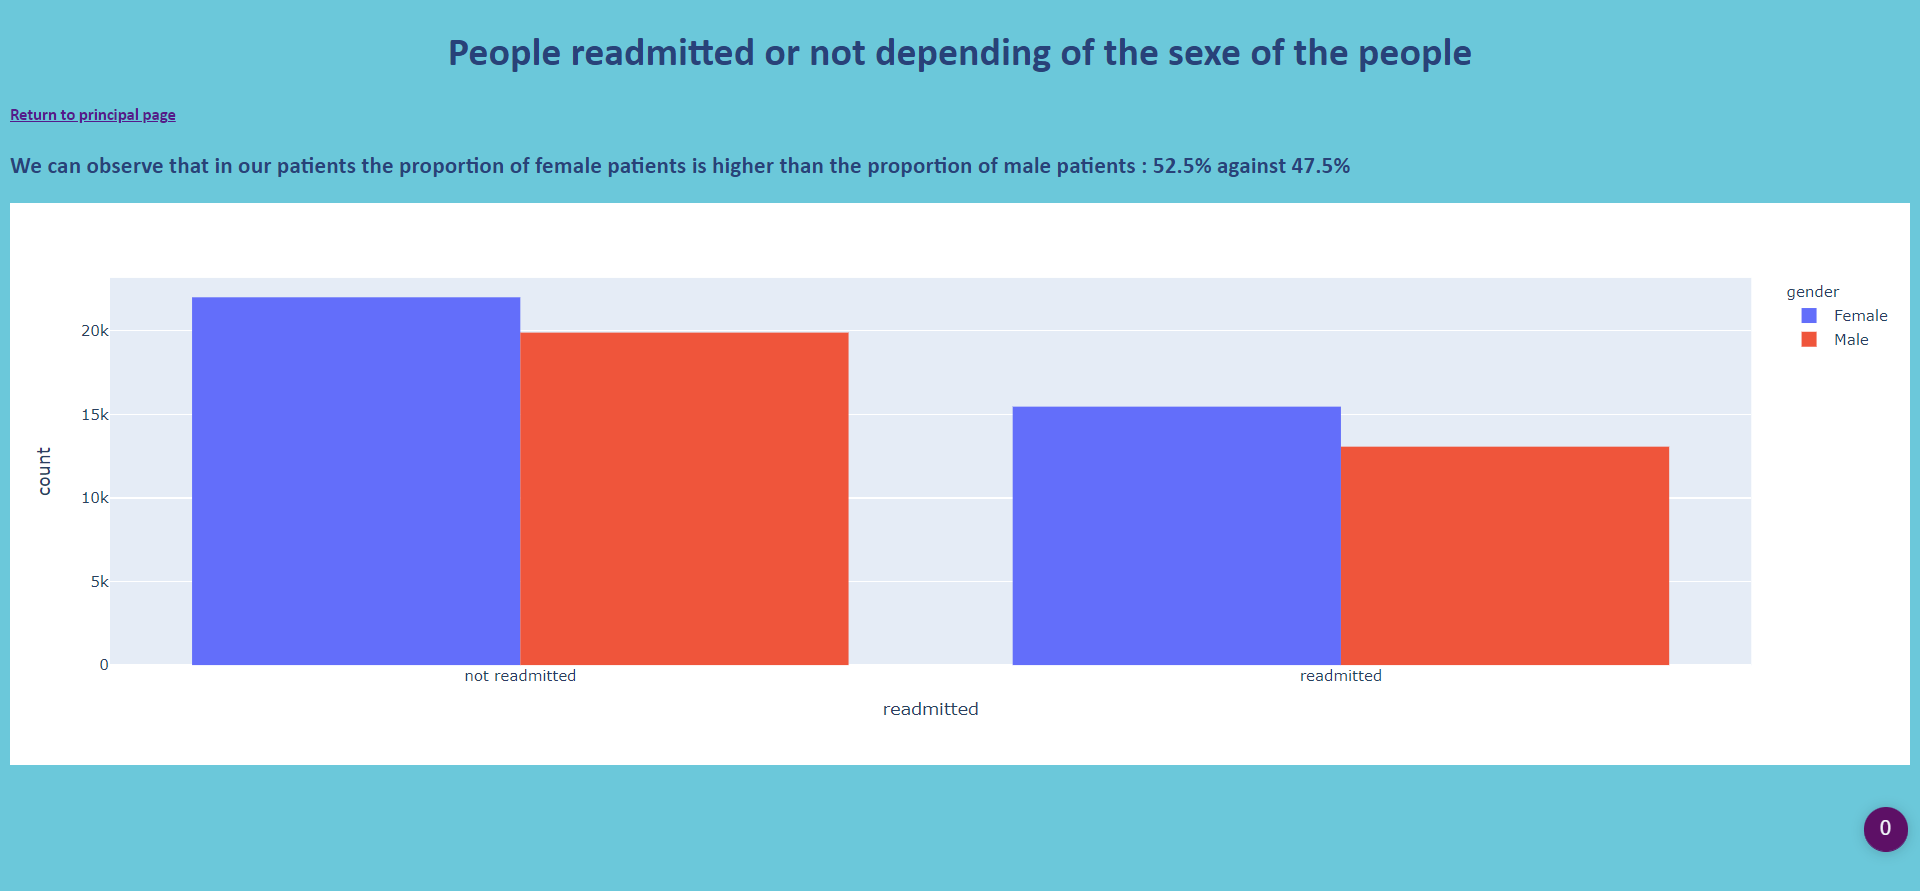 People readmitted or not depending of the sexe of the people
Return to principal page
We can observe that in our patients the proportion of female patients is higher than the proportion of male patients : 52.5% against 47.5%
gender
Female
Male
20k
15k
10k
5k
0
count
not readmitted
readmitted
readmitted
0